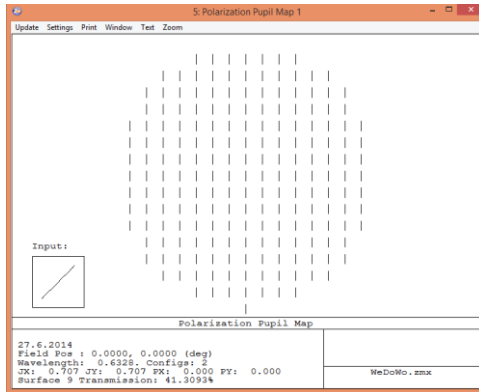 5: Polarization Pupil Map 1
Update Settings Print Window Text Zoom
Input:
Polarization Pupil Map
27.6.2014
Field Pos : 0.0000, 0.0000 (deg)
Wavelength: 0.6328. Configs: 2
JX: 0.707 JY: 0.707 PX: 0.000 PY: 0.000
Surface 9 Transmission: 41.3093%
WeDoWo.zmx